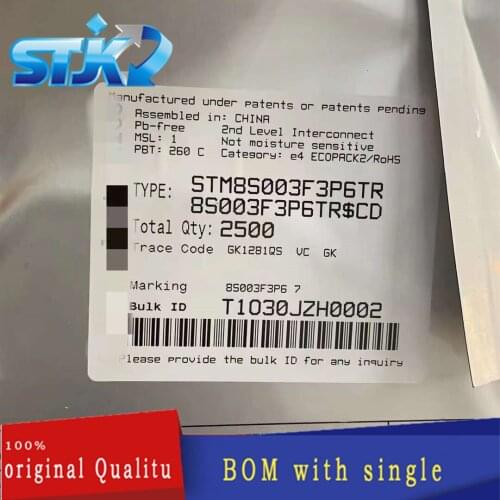 STJK
Manufactured under patents or patents pending
Assembled in: CHINA
Pb-free 2nd Level Interconnect
MSL: 1 Not moisture sensitive
PBT: 260 C Category: e4 ECOPACK2/RoHS
TYPE: STM8S003F3P6TR
8S003F3P6TR$CD
Total Qty: 2500
Trace Code GK1281QS VC GK
Marking 8S003F3P6 7
Bulk ID T1030JZH0002
Please provide the bulk ID for any inquiry
100%
original Qualitu
BOM with single